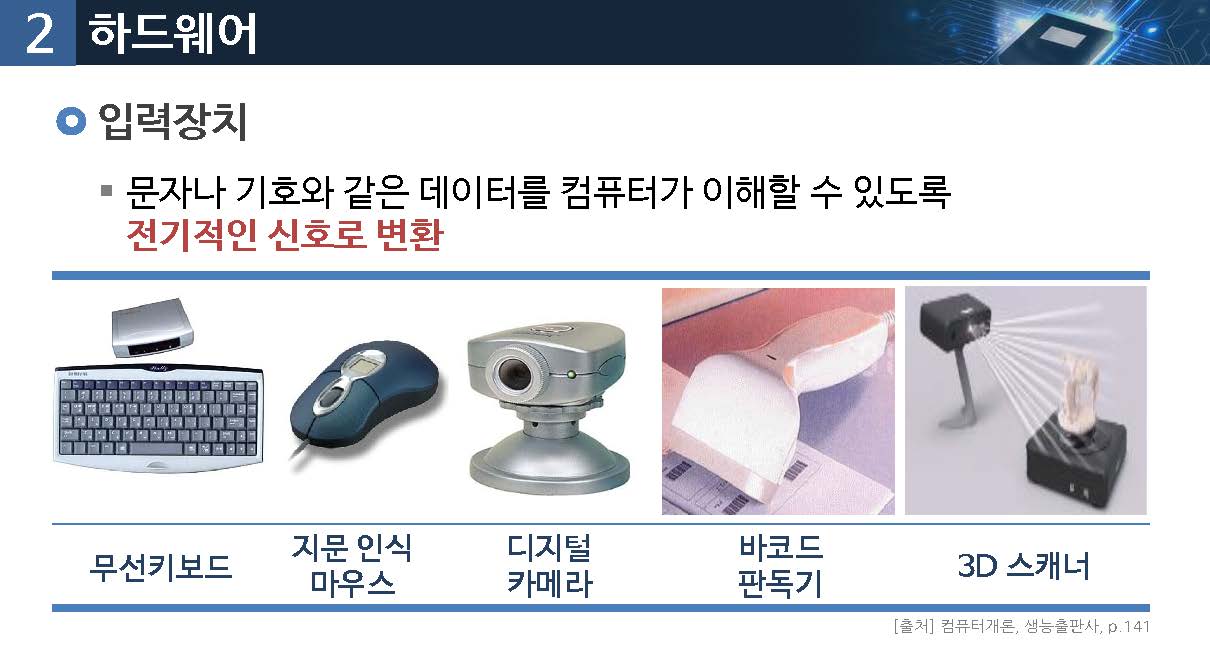 2 하드웨어
입력장치
문자나 기호와 같은 데이터를 컴퓨터가 이해할 수 있도록
전기적인 신호로 변환
무선키보드
지문 인식
마우스
디지털
카메라
바코드
판독기
3D 스캐너
[출처] 컴퓨터개론, 생능출판사, p.141